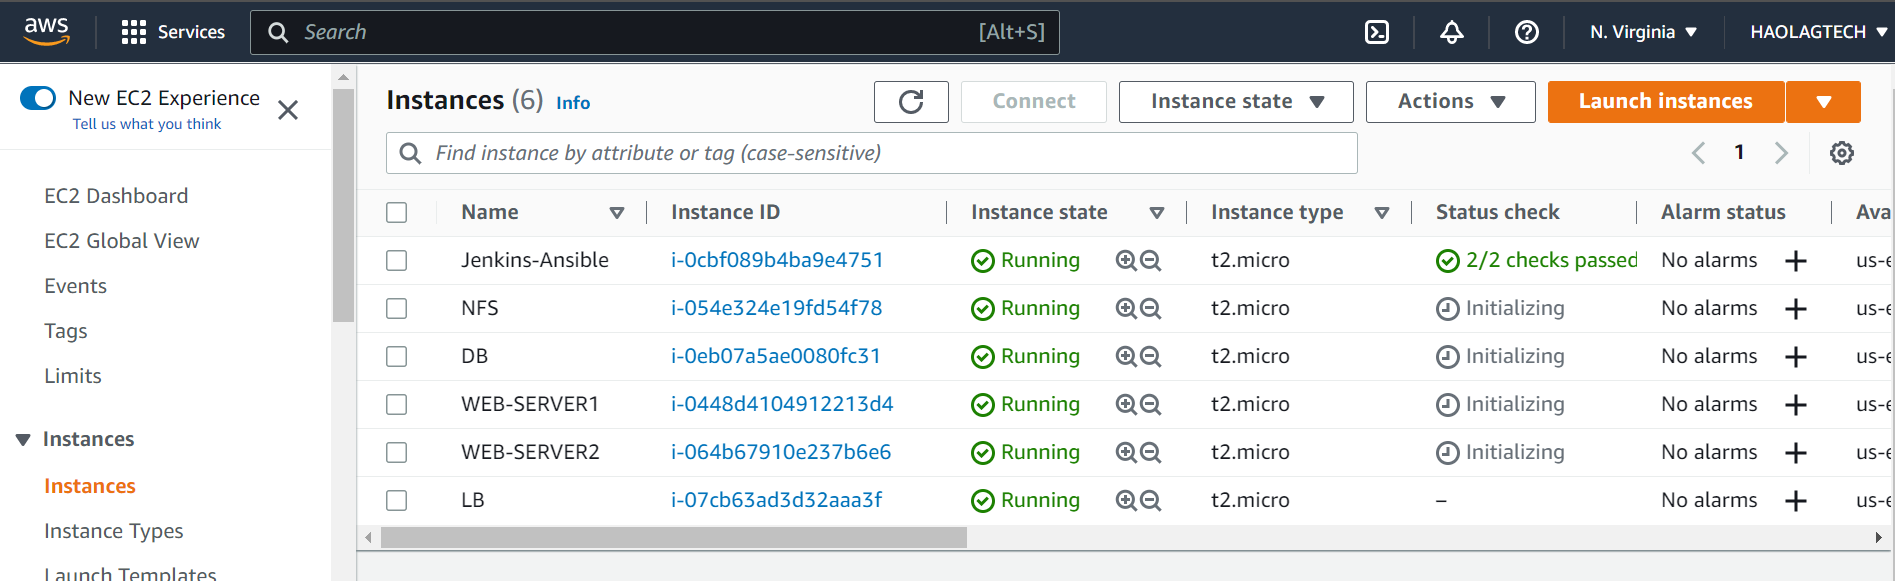 aws Services Search [Alt+S] N. Virginia HAOLAGTECH
New EC2 Experience
Tell us what you think
EC2 Dashboard
EC2 Global View
Events
Tags
Limits
Instances
Instances
Instance Types
Launch Templates
Instances (6) Info Connect Instance state Actions Launch instances
Find instance by attribute or tag (case-sensitive) 1
Name Instance ID Instance state Instance type Status check Alarm status Ava
Jenkins-Ansible i-0cbf089b4ba9e4751 Running t2.micro 2/2 checks passed No alarms us-e
NFS i-054e324e19fd54f78 Running t2.micro Initializing No alarms us-e
DB i-0eb07a5ae0080fc31 Running t2.micro Initializing No alarms us-e
WEB-SERVER1 i-0448d4104912213d4 Running t2.micro Initializing No alarms us-e
WEB-SERVER2 i-064b67910e237b6e6 Running t2.micro Initializing No alarms us-e
LB i-07cb63ad3d32aaa3f Running t2.micro – No alarms us-e